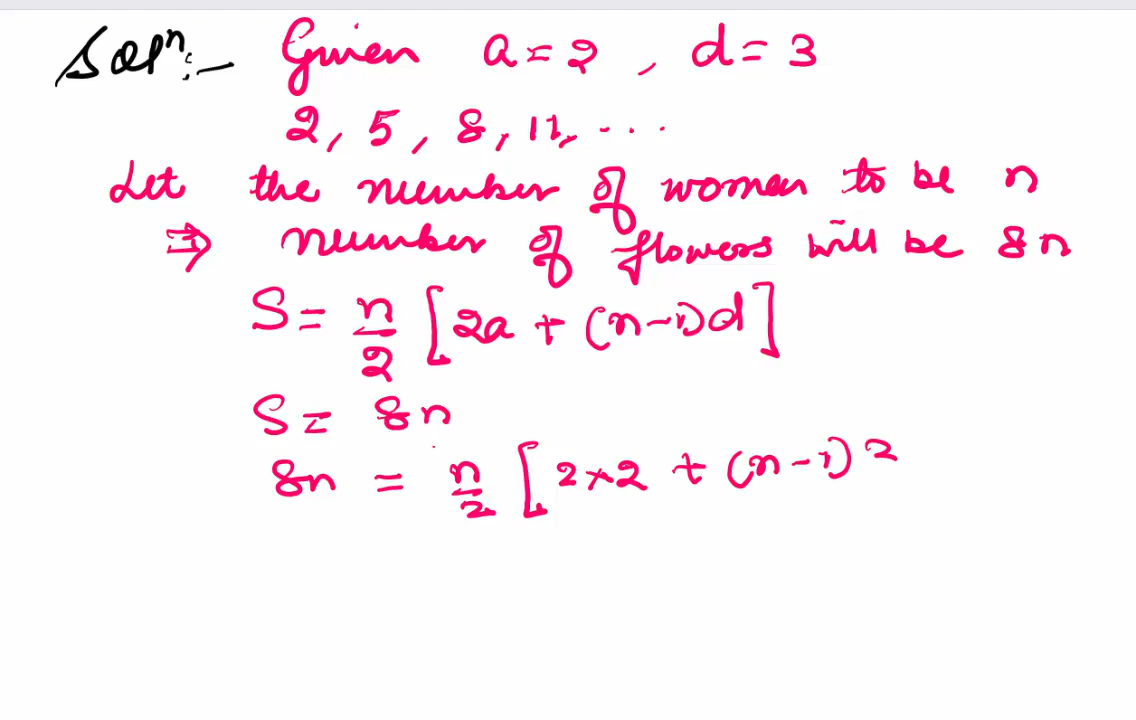 Solⁿ:- Given a = 2 , d = 3
2, 5, 8, 11, ....
Let the number of women to be n
⇒ number of flowers will be 8n
S = n/2 [2a + (n-1)d]
S = 8n
8n = n/2 [2×2 + (n-1) 2